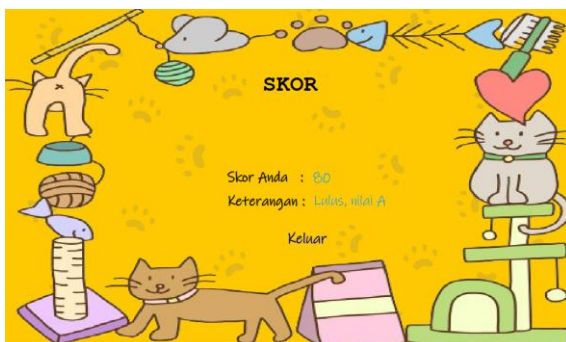 SKOR
Skor Anda : 80
Keterangan : Lulus, nilai A
Keluar